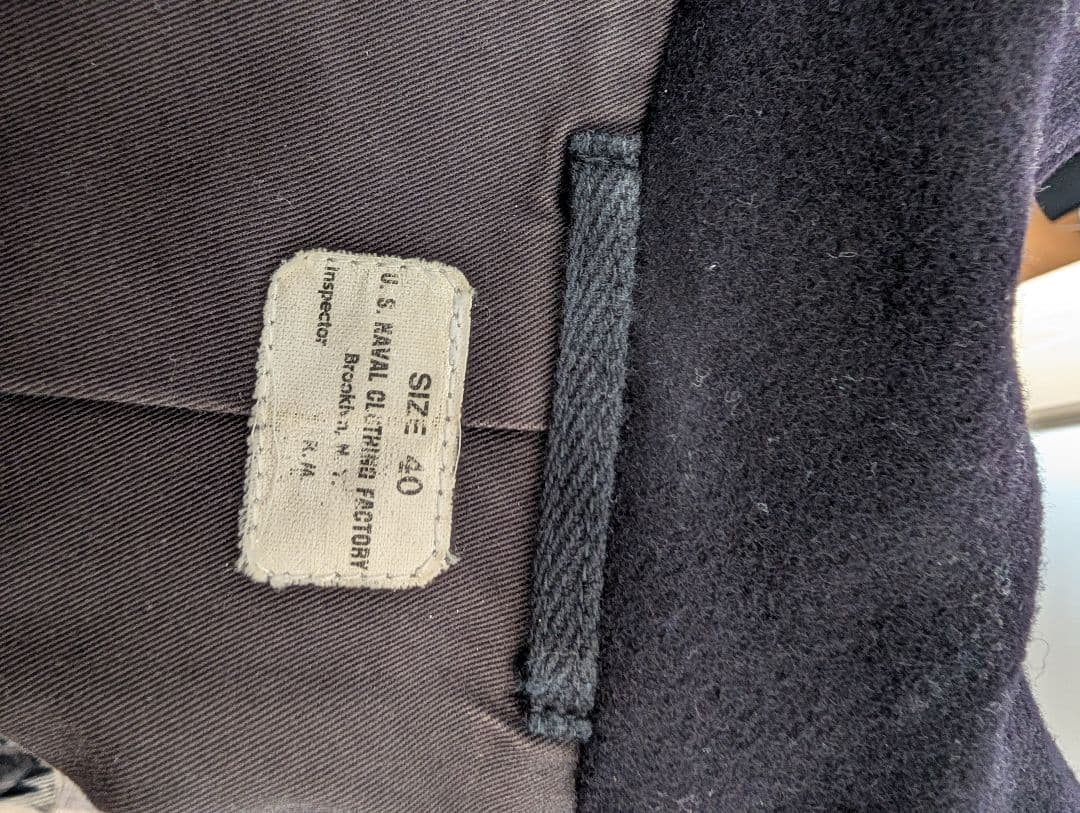 SIZE 40
U. S. NAVAL CLOTHING FACTORY
Brooklyn, N. Y.
Inspector R.M.